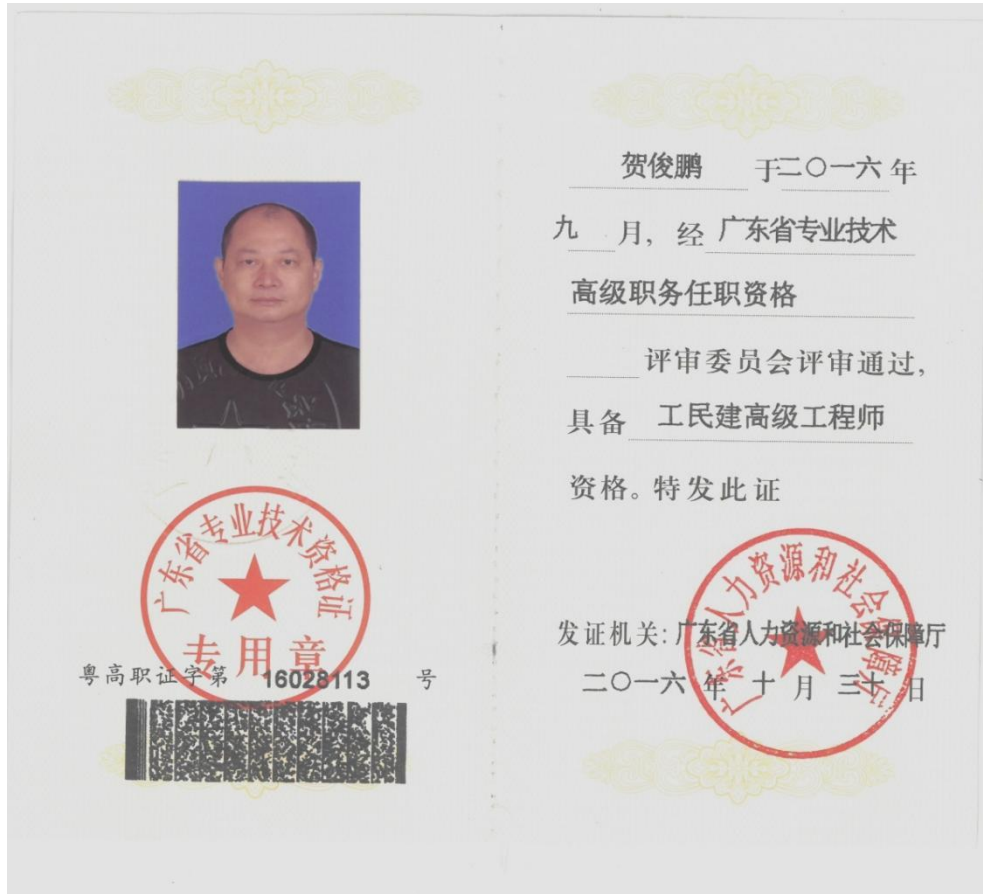 广东省专业技术资格证
专用章
粤高职证字第 16028113 号
贺俊鹏 于二〇一六年
九 月，经 广东省专业技术
高级职务任职资格
评审委员会评审通过，
具备 工民建高级工程师
资格。特发此证
广东省人力资源和社会保障厅
发证机关：广东省人力资源和社会保障厅
二〇一六 年 十 月 三十 日